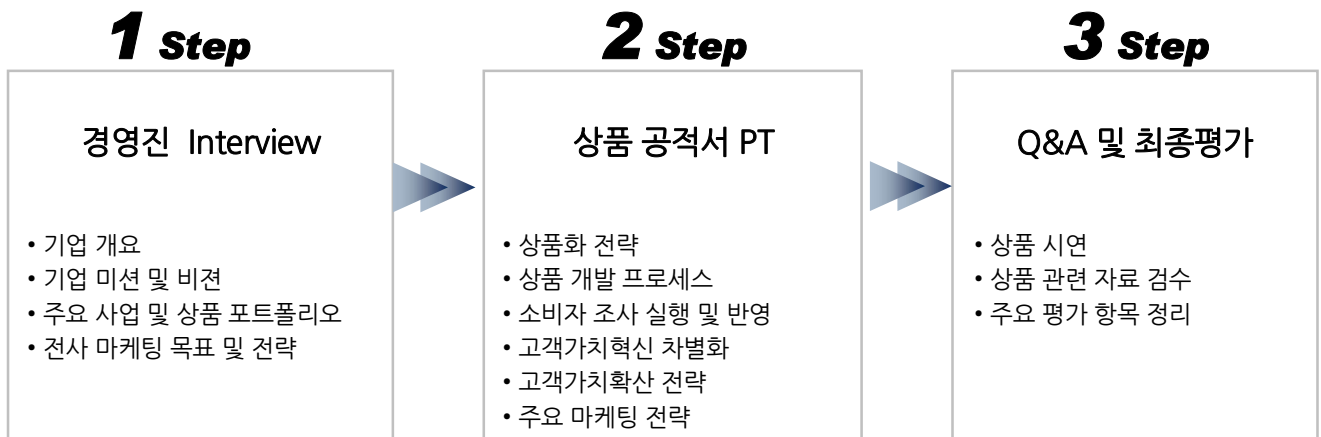 1 Step
경영진 Interview
• 기업 개요
• 기업 미션 및 비젼
• 주요 사업 및 상품 포트폴리오
• 전사 마케팅 목표 및 전략
2 Step
상품 공적서 PT
• 상품화 전략
• 상품 개발 프로세스
• 소비자 조사 실행 및 반영
• 고객가치혁신 차별화
• 고객가치확산 전략
• 주요 마케팅 전략
3 Step
Q&A 및 최종평가
• 상품 시연
• 상품 관련 자료 검수
• 주요 평가 항목 정리